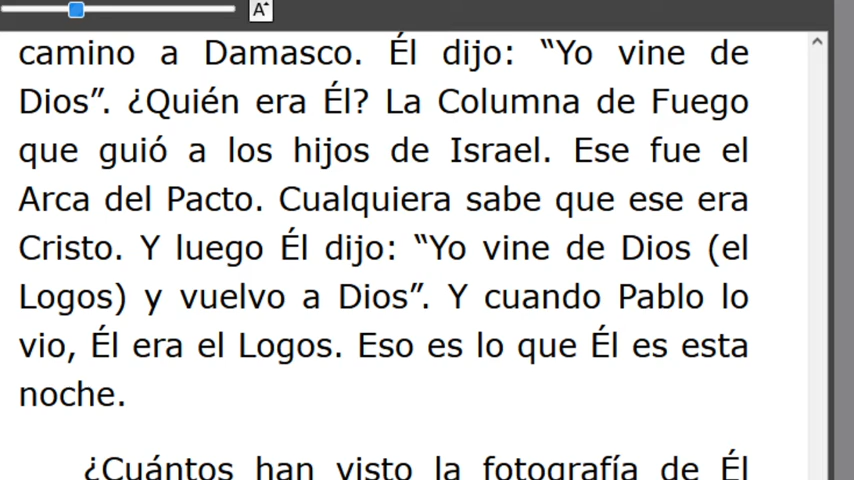 A
camino a Damasco. Él dijo: “Yo vine de
Dios”. ¿Quién era Él? La Columna de Fuego
que guió a los hijos de Israel. Ese fue el
Arca del Pacto. Cualquiera sabe que ese era
Cristo. Y luego Él dijo: “Yo vine de Dios (el
Logos) y vuelvo a Dios”. Y cuando Pablo lo
vio, Él era el Logos. Eso es lo que Él es esta
noche.
¿Cuántos han visto la fotografía de Él